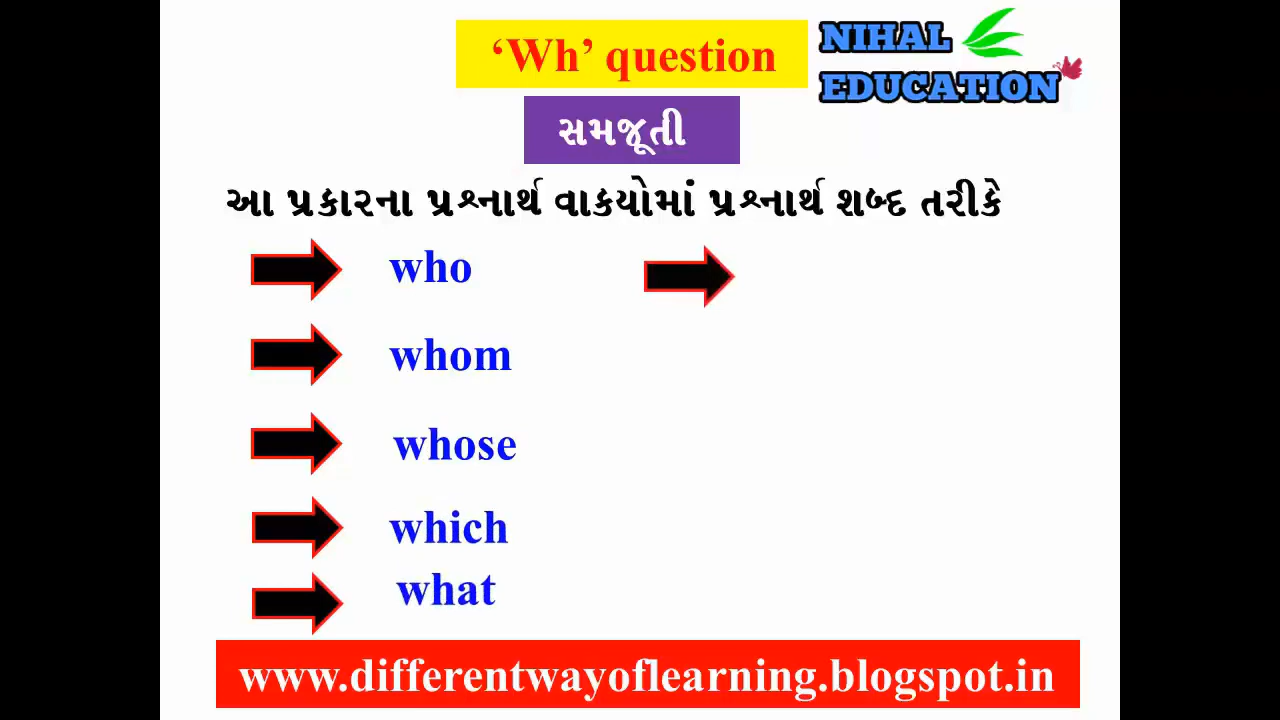 ‘Wh’ question
NIHAL
EDUCATION
સમજૂતી
આ પ્રકારના પ્રશ્નાર્થ વાકયોમાં પ્રશ્નાર્થ શબ્દ તરીકે
who
whom
whose
which
what
www.differentwayoflearning.blogspot.in